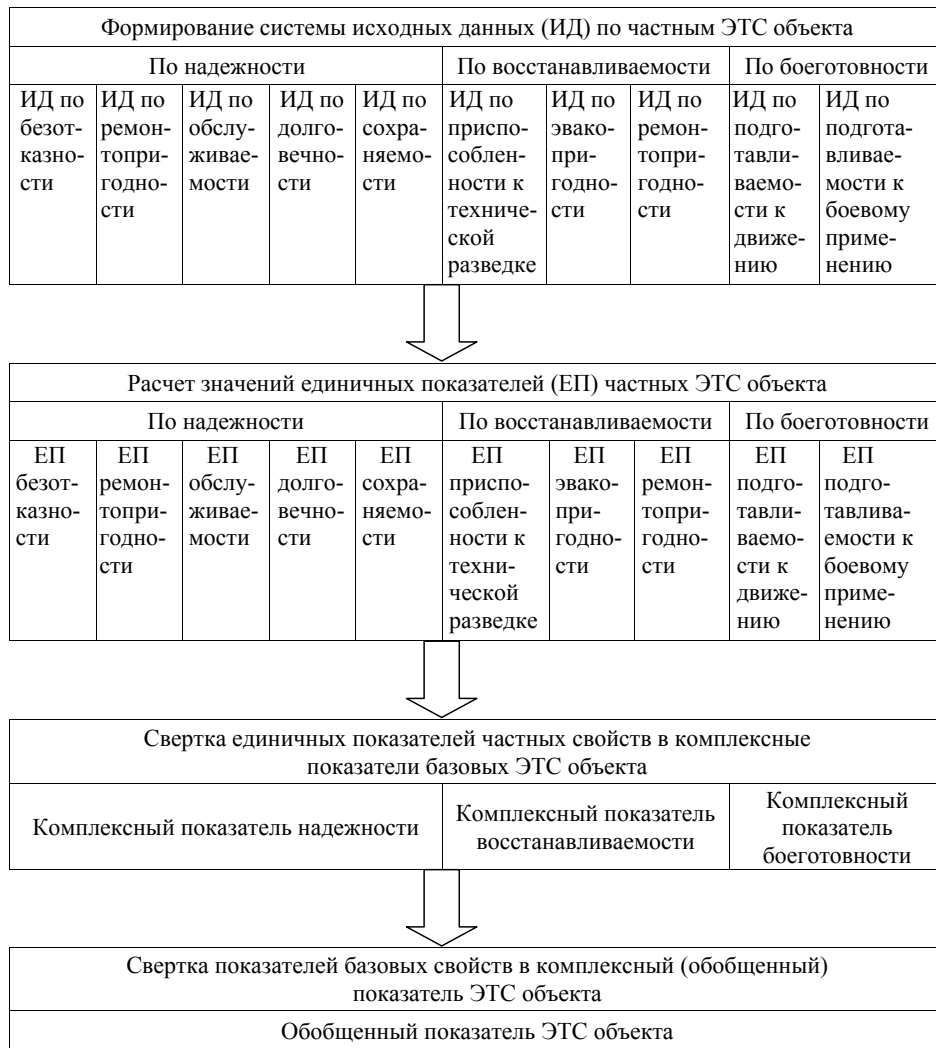 Формирование системы исходных данных (ИД) по частным ЭТС объекта
По надежности
По восстанавливаемости
По боеготовности
ИД по
безот-
казно-
сти
ИД по
ремон-
топри-
годно-
сти
ИД по
обслу-
живае-
мости
ИД по
долго-
вечно-
сти
ИД по
сохра-
няемо-
сти
ИД по
приспо-
соблен-
ности к
техниче-
ской
разведке
ИД по
эвако-
при-
годно-
сти
ИД по
ремон-
топри-
годно-
сти
ИД по
подго-
тавли-
ваемо-
сти к
движе-
нию
ИД по
подгота-
вливае-
мости к
боевому
приме-
нению
Расчет значений единичных показателей (ЕП) частных ЭТС объекта
По надежности
По восстанавливаемости
По боеготовности
ЕП
безот-
казно-
сти
ЕП
ремон-
топри-
годно-
сти
ЕП
обслу-
живае-
мости
ЕП
долго-
вечно-
сти
ЕП
сохра-
няемо-
сти
ЕП
приспо-
соблен-
ности к
техни-
ческой
разведке
ЕП
эвако-
при-
годно-
сти
ЕП
ремон-
топри-
годно-
сти
ЕП
подго-
тавли-
ваемо-
сти к
движе-
нию
ЕП
подго-
тавлива-
емости к
боевому
приме-
нению
Свертка единичных показателей частных свойств в комплексные
показатели базовых ЭТС объекта
Комплексный показатель надежности
Комплексный показатель
восстанавливаемости
Комплексный
показатель
боеготовности
Свертка показателей базовых свойств в комплексный (обобщенный)
показатель ЭТС объекта
Обобщенный показатель ЭТС объекта